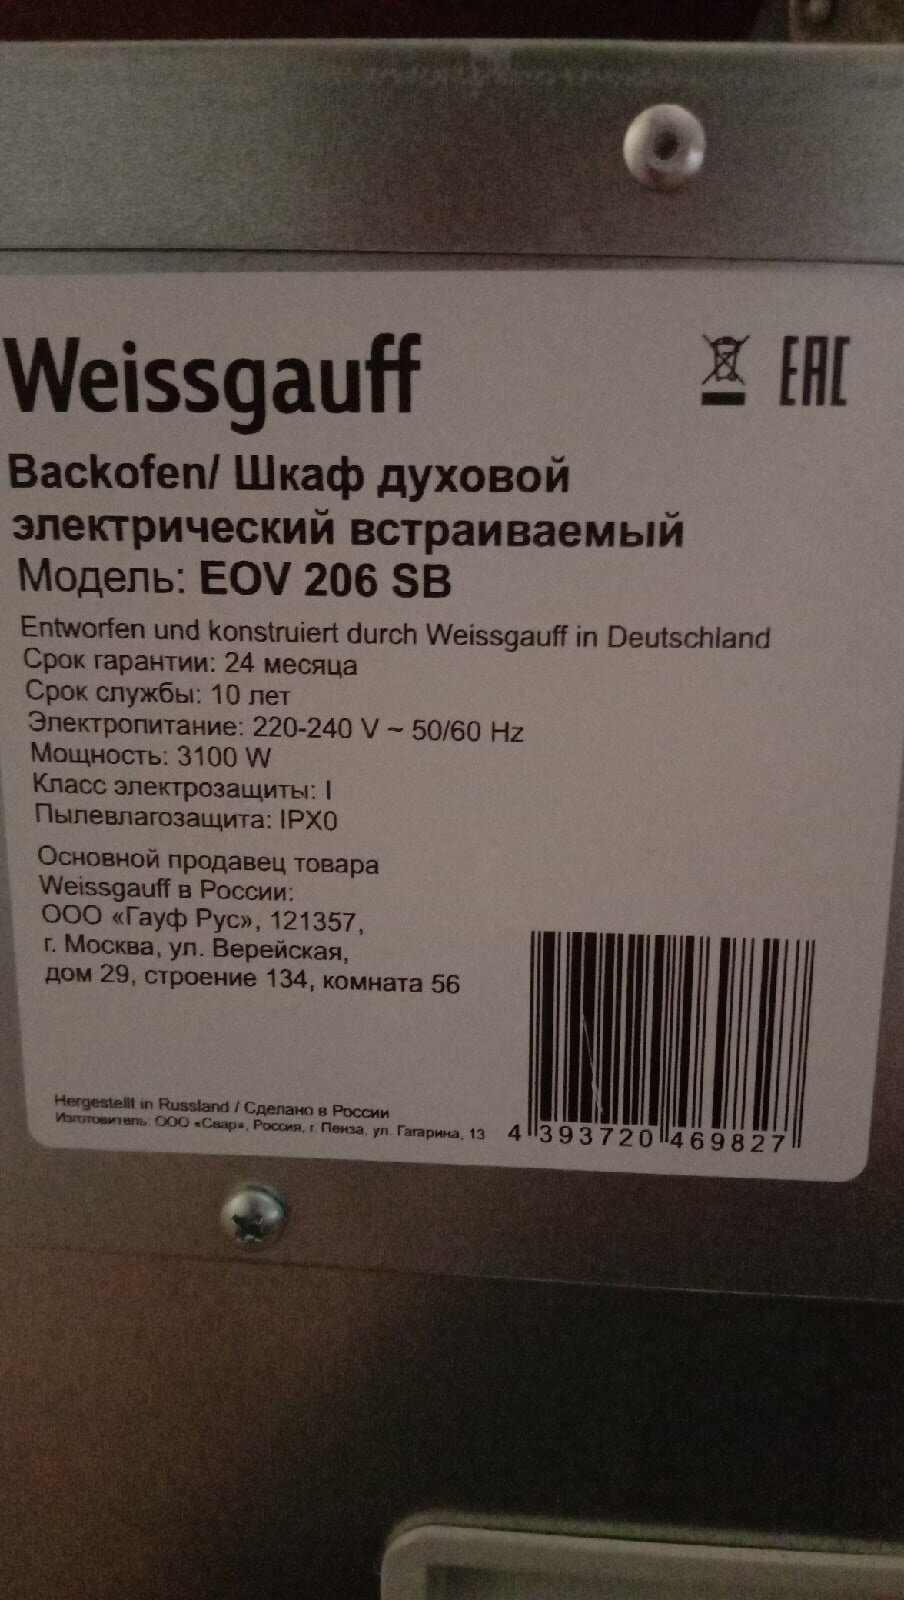 Weissgauff
EAC
Backofen/ Шкаф духовой
электрический встраиваемый
Модель: EOV 206 SB
Entworfen und konstruiert durch Weissgauff in Deutschland
Срок гарантии: 24 месяца
Срок службы: 10 лет
Электропитание: 220-240 V ~ 50/60 Hz
Мощность: 3100 W
Класс электрозащиты: I
Пылевлагозащита: IPX0
Основной продавец товара
Weissgauff в России:
ООО «Гауф Рус», 121357,
г. Москва, ул. Верейская,
дом 29, строение 134, комната 56
Hergestellt in Russland / Сделано в России
Изготовитель: ООО «Свар», Россия, г. Пенза, ул. Гагарина, 13
4 393720 469827